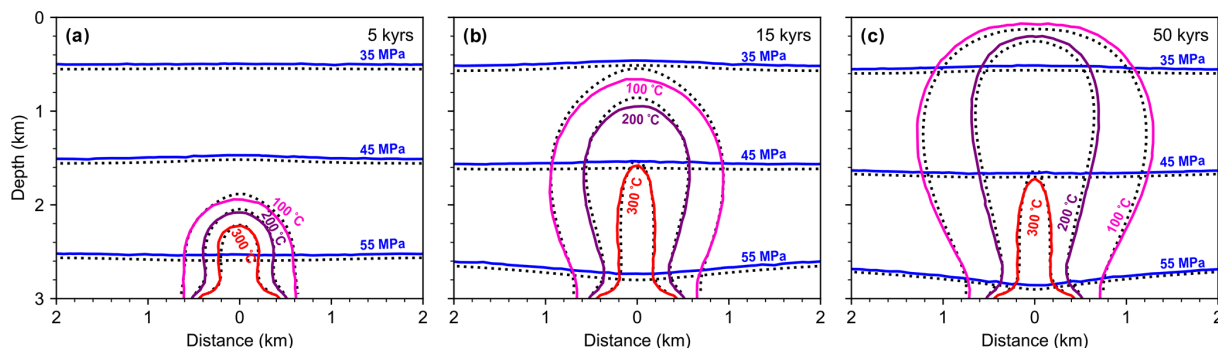 (a) 5 kyrs
35 MPa
45 MPa
100 °C
200 °C
300 °C
55 MPa
0
1
2
3
Depth (km)
2 1 0 1 2
Distance (km)
(b) 15 kyrs
35 MPa
100 °C
200 °C
45 MPa
300 °C
55 MPa
2 1 0 1 2
Distance (km)
(c) 50 kyrs
35 MPa
45 MPa
300 °C
200 °C
100 °C
55 MPa
2 1 0 1 2
Distance (km)